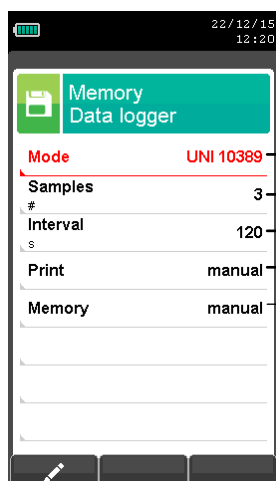 22/12/15
12:20
Memory
Data logger
Mode UNI 10389
Samples 3
#
Interval 120
s
Print manual
Memory manual